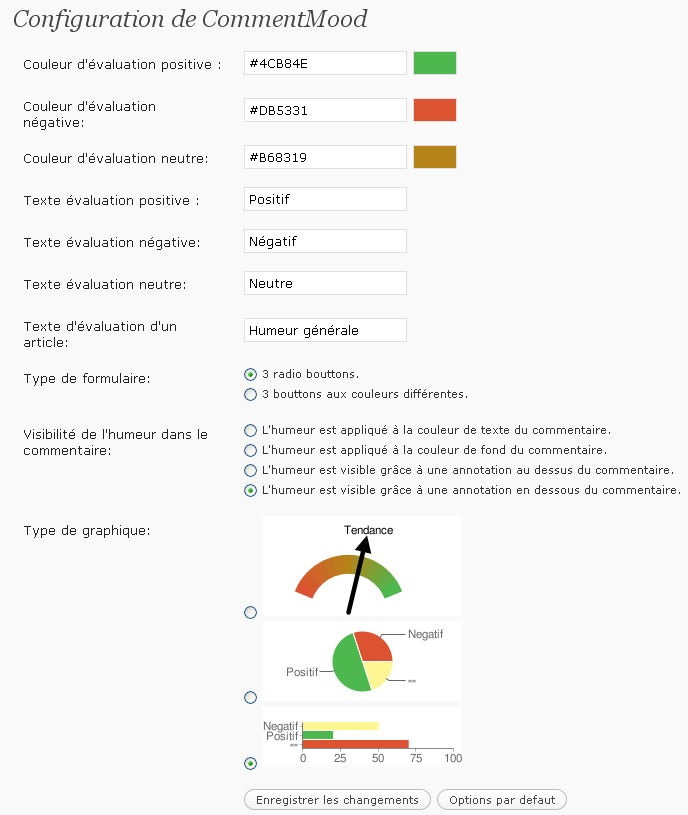 Configuration de CommentMood
Couleur d'évaluation positive :
#4CB84E
Couleur d'évaluation
négative:
#DB5331
Couleur d'évaluation neutre:
#B68319
Texte évaluation positive :
Positif
Texte évaluation négative:
Négatif
Texte évaluation neutre:
Neutre
Texte d'évaluation d'un
article:
Humeur générale
Type de formulaire:
3 radio bouttons.
3 bouttons aux couleurs différentes.
Visibilité de l'humeur dans le
commentaire:
L'humeur est appliqué à la couleur de texte du commentaire.
L'humeur est appliqué à la couleur de fond du commentaire.
L'humeur est visible grâce à une annotation au dessus du commentaire.
L'humeur est visible grâce à une annotation en dessous du commentaire.
Type de graphique:
Tendance
Negatif
Positif
==
Negatif
Positif
==
0 25 50 75 100
Enregistrer les changements
Options par defaut